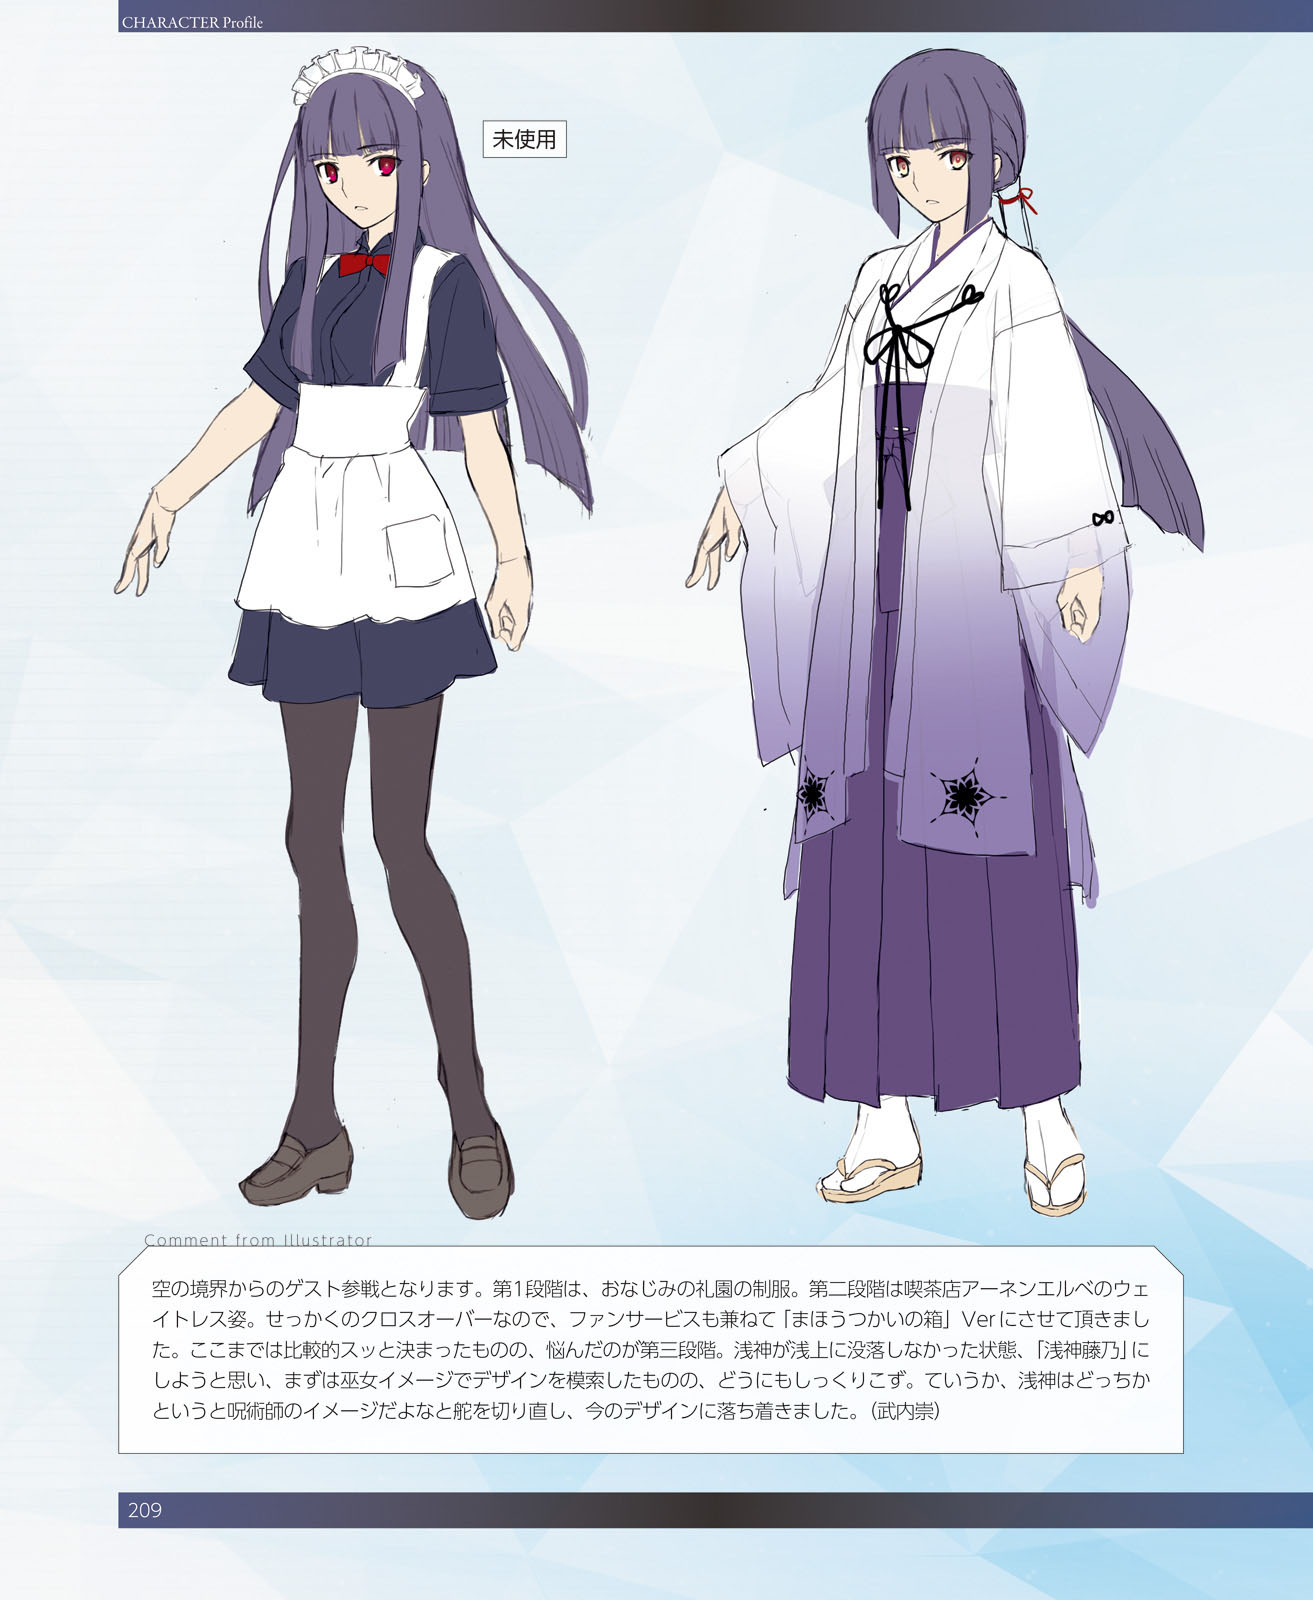 CHARACTER Profile
未使用
Comment from Illustrator
空の境界からのゲスト参戦となります。第1段階は、おなじみの礼園の制服。第二段階は喫茶店アーネンエルベのウェ
イトレス姿。せっかくのクロスオーバーなので、ファンサービスも兼ねて「まほうつかいの箱」Verにさせて頂きまし
た。ここまでは比較的スッと決まったものの、悩んだのが第三段階。浅神が浅上に没落しなかった状態、「浅神藤乃」に
しようと思い、まずは巫女イメージでデザインを模索したものの、どうにもしっくりこず。ていうか、浅神はどっちか
というと呪術師のイメージだよなと舵を切り直し、今のデザインに落ち着きました。（武内崇）
209